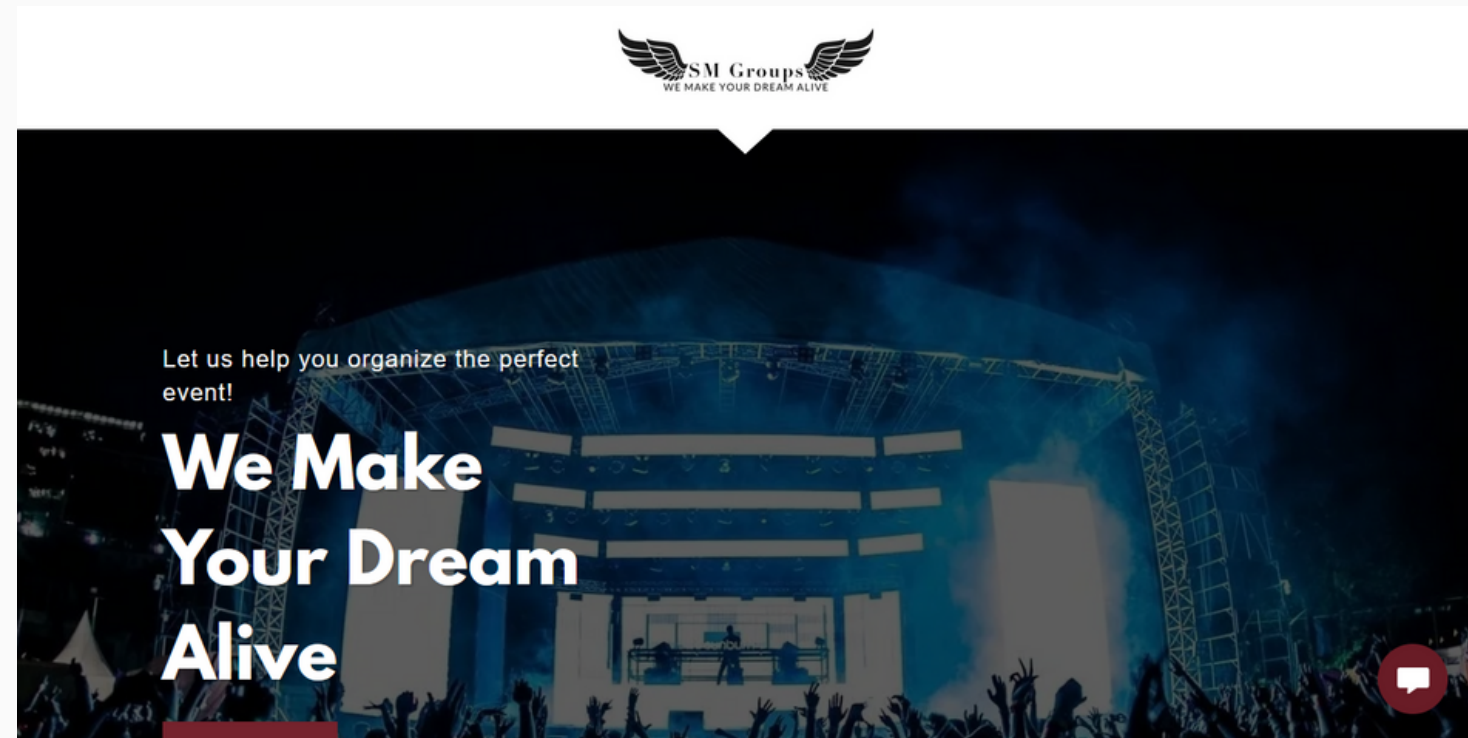 SM Groups
WE MAKE YOUR DREAM ALIVE
Let us help you organize the perfect
event!
We Make
Your Dream
Alive